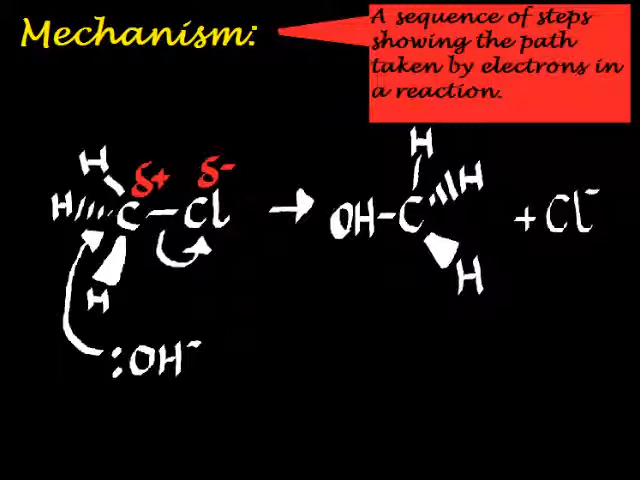 Mechanism:
A sequence of steps
showing the path
taken by electrons in
a reaction.
H
H
C
δ+
Cl
δ-
H
:OH-
→
OH-C
H
H
H
+Cl-